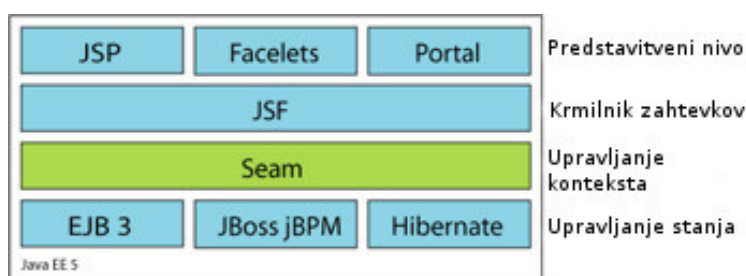 JSP Facelets Portal Predstavitveni nivo
JSF Krmilnik zahtevkov
Seam Upravljanje
konteksta
EJB 3 JBoss jBPM Hibernate Upravljanje stanja
Java EE 5